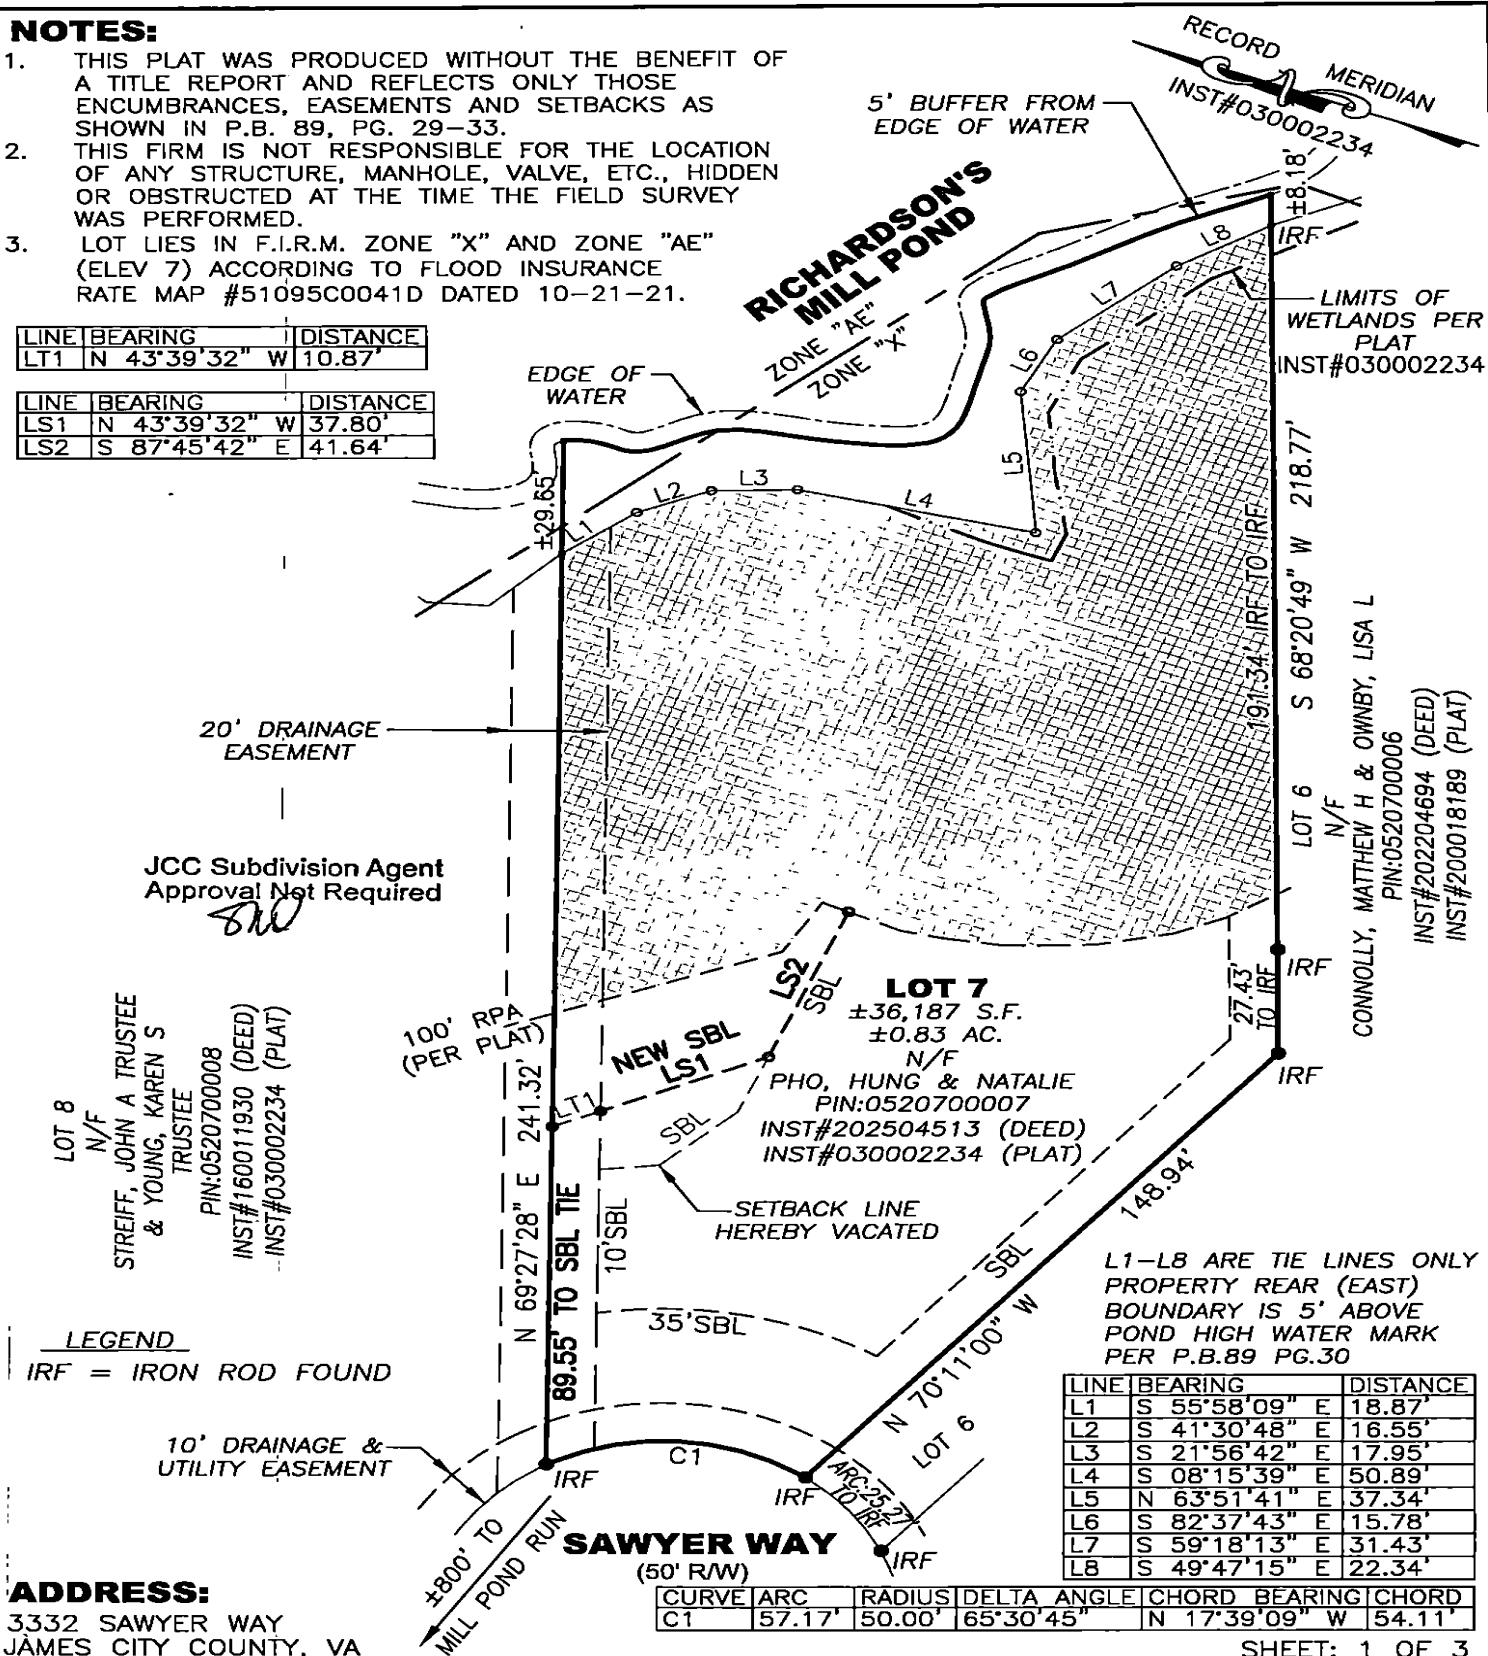 NOTES:
1. THIS PLAT WAS PRODUCED WITHOUT THE BENEFIT OF
A TITLE REPORT AND REFLECTS ONLY THOSE
ENCUMBRANCES, EASEMENTS AND SETBACKS AS
SHOWN IN P.B. 89, PG. 29-33.
2. THIS FIRM IS NOT RESPONSIBLE FOR THE LOCATION
OF ANY STRUCTURE, MANHOLE, VALVE, ETC., HIDDEN
OR OBSTRUCTED AT THE TIME THE FIELD SURVEY
WAS PERFORMED.
3. LOT LIES IN F.I.R.M. ZONE "X" AND ZONE "AE"
(ELEV 7) ACCORDING TO FLOOD INSURANCE
RATE MAP #51095C0041D DATED 10-21-21.
LINE BEARING DISTANCE
LT1 N 43°39'32" W 10.87'
LINE BEARING DISTANCE
LS1 N 43°39'32" W 37.80'
LS2 S 87°45'42" E 41.64'
RECORD MERIDIAN
INST#030002234
5' BUFFER FROM
EDGE OF WATER
RICHARDSON'S
MILL POND
ZONE "AE"
ZONE "X"
EDGE OF
WATER
±8.18'
IRF
LIMITS OF
WETLANDS PER
PLAT
INST#030002234
L1
L2
L3
L4
L5
L6
L7
L8
±29.65'
S 68°20'49" W 218.77'
191.34' IRF TO IRF
20' DRAINAGE
EASEMENT
JCC Subdivision Agent
Approval Not Required
LOT 6
N/F
CONNOLLY, MATTHEW H & OWNBY, LISA L
PIN:0520700006
INST#202204694 (DEED)
INST#200018189 (PLAT)
IRF
27.43'
TO IRF
IRF
100' RPA
(PER PLAT)
LS2
SBL
NEW SBL
LS1
LT1
SBL
LOT 7
±36,187 S.F.
±0.83 AC.
N/F
PHO, HUNG & NATALIE
PIN:0520700007
INST#202504513 (DEED)
INST#030002234 (PLAT)
LOT 8
N/F
STREIFF, JOHN A TRUSTEE
& YOUNG, KAREN S
TRUSTEE
PIN:0520700008
INST#160011930 (DEED)
INST#030002234 (PLAT)
N 69°27'28" E 241.32'
89.55' TO SBL TIE
10'SBL
SETBACK LINE
HEREBY VACATED
35'SBL
SBL
148.94'
N 70°11'00" W
LOT 6
L1-L8 ARE TIE LINES ONLY
PROPERTY REAR (EAST)
BOUNDARY IS 5' ABOVE
POND HIGH WATER MARK
PER P.B.89 PG.30
LEGEND
IRF = IRON ROD FOUND
10' DRAINAGE &
UTILITY EASEMENT
IRF
C1
IRF
ARC:25.27'
TO IRF
IRF
±800' TO
MILL POND RUN
SAWYER WAY
(50' R/W)
LINE BEARING DISTANCE
L1 S 55°58'09" E 18.87'
L2 S 41°30'48" E 16.55'
L3 S 21°56'42" E 17.95'
L4 S 08°15'39" E 50.89'
L5 N 63°51'41" E 37.34'
L6 S 82°37'43" E 15.78'
L7 S 59°18'13" E 31.43'
L8 S 49°47'15" E 22.34'
CURVE ARC RADIUS DELTA ANGLE CHORD BEARING CHORD
C1 57.17' 50.00' 65°30'45" N 17°39'09" W 54.11'
ADDRESS:
3332 SAWYER WAY
JAMES CITY COUNTY, VA
SHEET: 1 OF 3